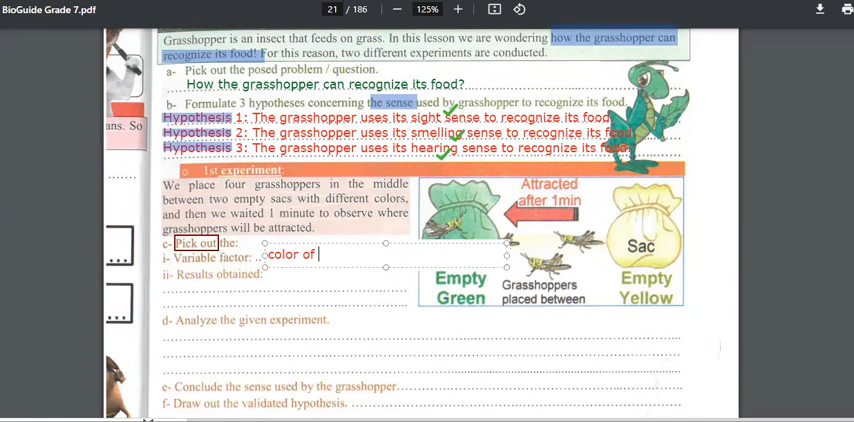 BioGuide Grade 7.pdf
21 / 186
125%
Grasshopper is an insect that feeds on grass. In this lesson we are wondering how the grasshopper can
recognize its food! For this reason, two different experiments are conducted.
a- Pick out the posed problem / question.
How the grasshopper can recognize its food?
b- Formulate 3 hypotheses concerning the sense used by grasshopper to recognize its food.
Hypothesis 1: The grasshopper uses its sight sense to recognize its food.
Hypothesis 2: The grasshopper uses its smelling sense to recognize its food.
Hypothesis 3: The grasshopper uses its hearing sense to recognize its food.
ans. So
1st experiment:
We place four grasshoppers in the middle
between two empty sacs with different colors,
and then we waited 1 minute to observe where
grasshoppers will be attracted.
c- Pick out the:
i- Variable factor: ..
color of
ii- Results obtained:
Attracted
after 1min
Sac
Empty
Green
Grasshoppers
placed between
Empty
Yellow
d- Analyze the given experiment.
e- Conclude the sense used by the grasshopper
f- Draw out the validated hypothesis.